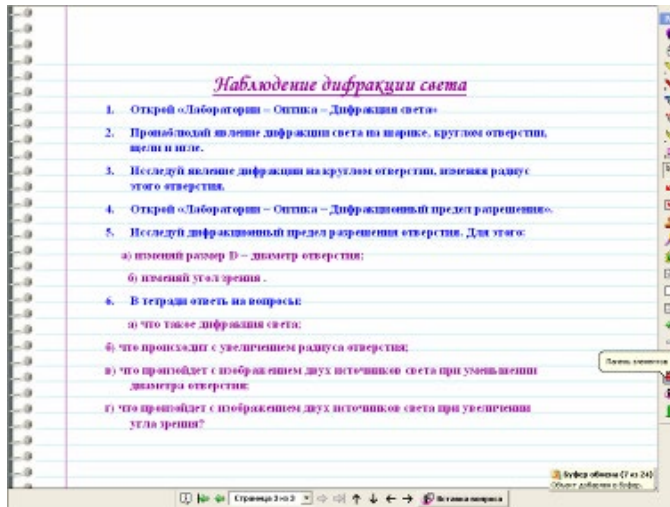 Наблюдение дифракции света
1. Открой «Лаборатории – Оптика – Дифракция света»
2. Пронаблюдай явление дифракции света на шарике, круглом отверстии,
щели и игле.
3. Исследуй явление дифракции на круглом отверстии, изменяя радиус
этого отверстия.
4. Открой «Лаборатории – Оптика – Дифракционный предел разрешения».
5. Исследуй дифракционный предел разрешения отверстия. Для этого:
а) изменяй размер D – диаметр отверстия;
б) изменяй угол зрения .
6. В тетради ответь на вопросы:
а) что такое дифракция света;
б) что происходит с увеличением радиуса отверстия;
в) что произойдет с изображением двух источников света при уменьшении
диаметра отверстия;
г) что произойдет с изображением двух источников света при увеличении
угла зрения?
Панель элементов
Буфер обмена (7 из 24)
Объект добавлен в буфер.
Страница 3 из 3
Вставка вопроса